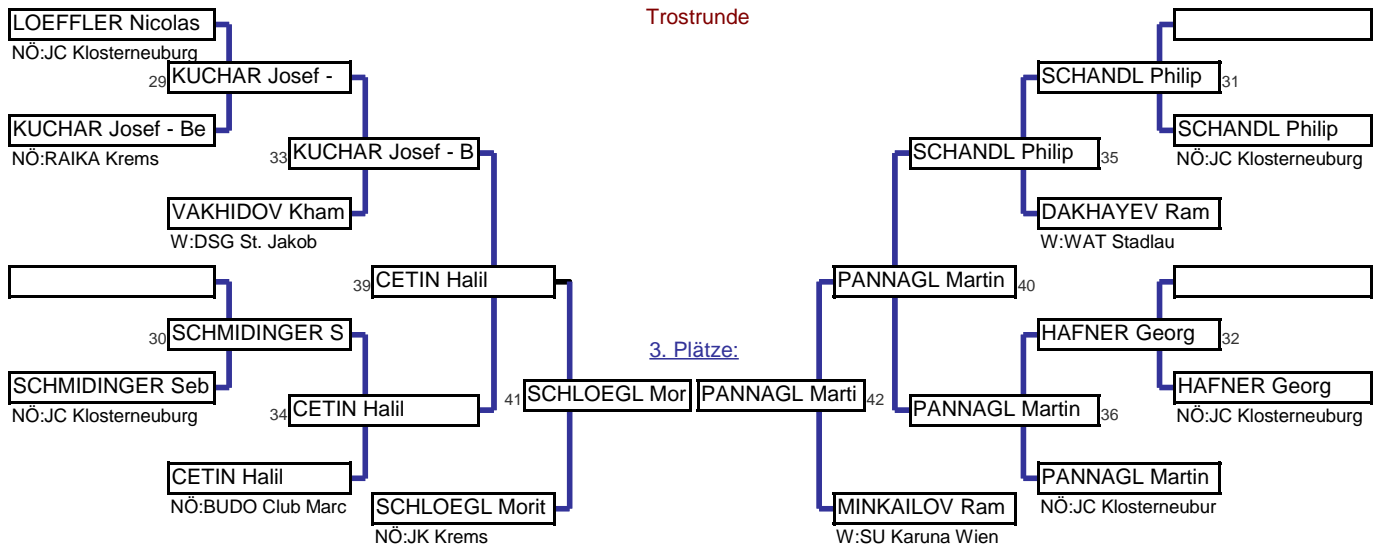 Trostrunde
LOEFFLER Nicolas
NÖ:JC Klosterneuburg
29 KUCHAR Josef -
KUCHAR Josef - Be
NÖ:RAIKA Krems
33 KUCHAR Josef - B
VAKHIDOV Kham
W:DSG St. Jakob
39 CETIN Halil
30 SCHMIDINGER S
SCHMIDINGER Seb
NÖ:JC Klosterneuburg
34 CETIN Halil
CETIN Halil
NÖ:BUDO Club Marc
3. Plätze:
41 SCHLOEGL Mor
SCHLOEGL Morit
NÖ:JK Krems
SCHANDL Philip 31
SCHANDL Philip
NÖ:JC Klosterneuburg
SCHANDL Philip 35
DAKHAYEV Ram
W:WAT Stadlau
PANNAGL Martin 40
HAFNER Georg 32
HAFNER Georg
NÖ:JC Klosterneuburg
PANNAGL Marti 42
PANNAGL Martin 36
PANNAGL Martin
NÖ:JC Klosterneubur
MINKAILOV Ram
W:SU Karuna Wien